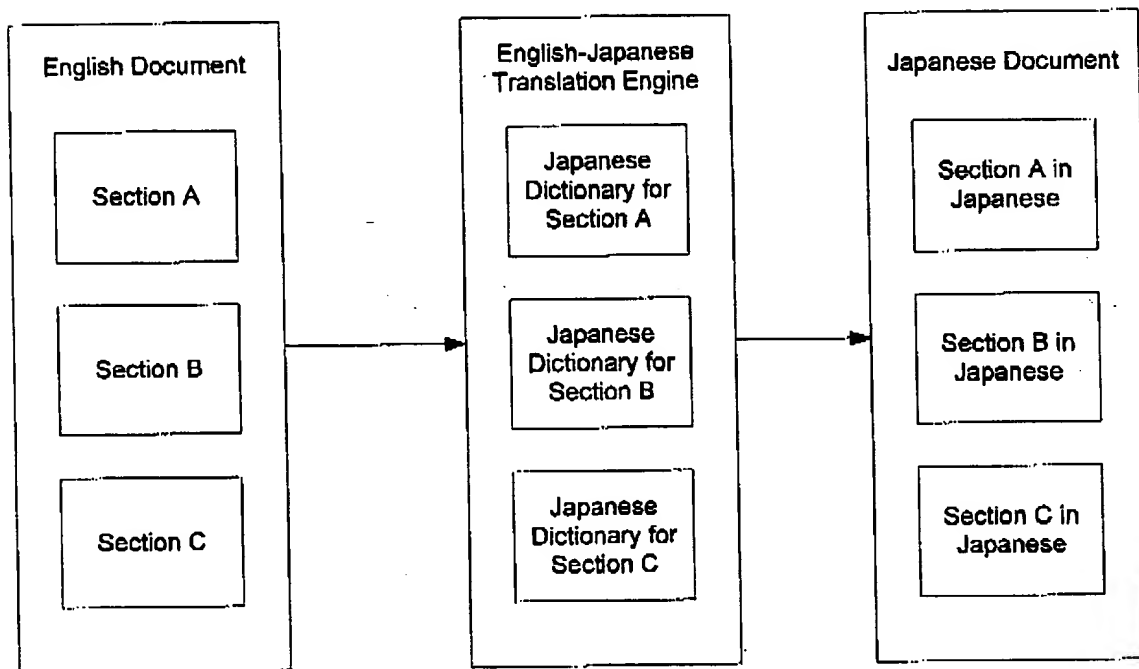 English Document
Section A
Section B
Section C
English-Japanese
Translation Engine
Japanese
Dictionary for
Section A
Japanese
Dictionary for
Section B
Japanese
Dictionary for
Section C
Japanese Document
Section A in
Japanese
Section B in
Japanese
Section C in
Japanese